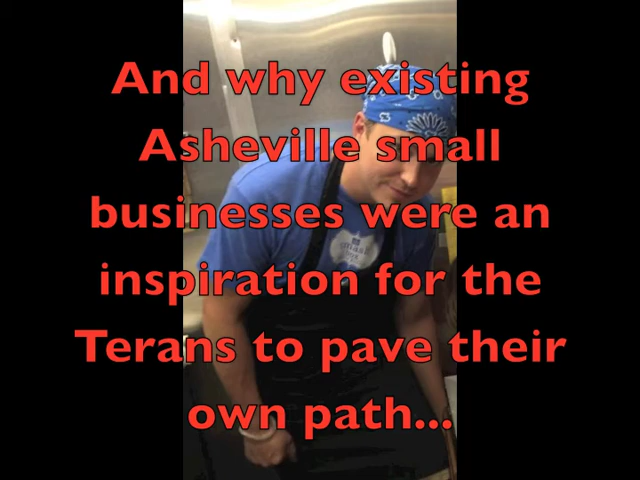 And why existing
Asheville small
businesses were an
inspiration for the
Terans to pave their
own path...